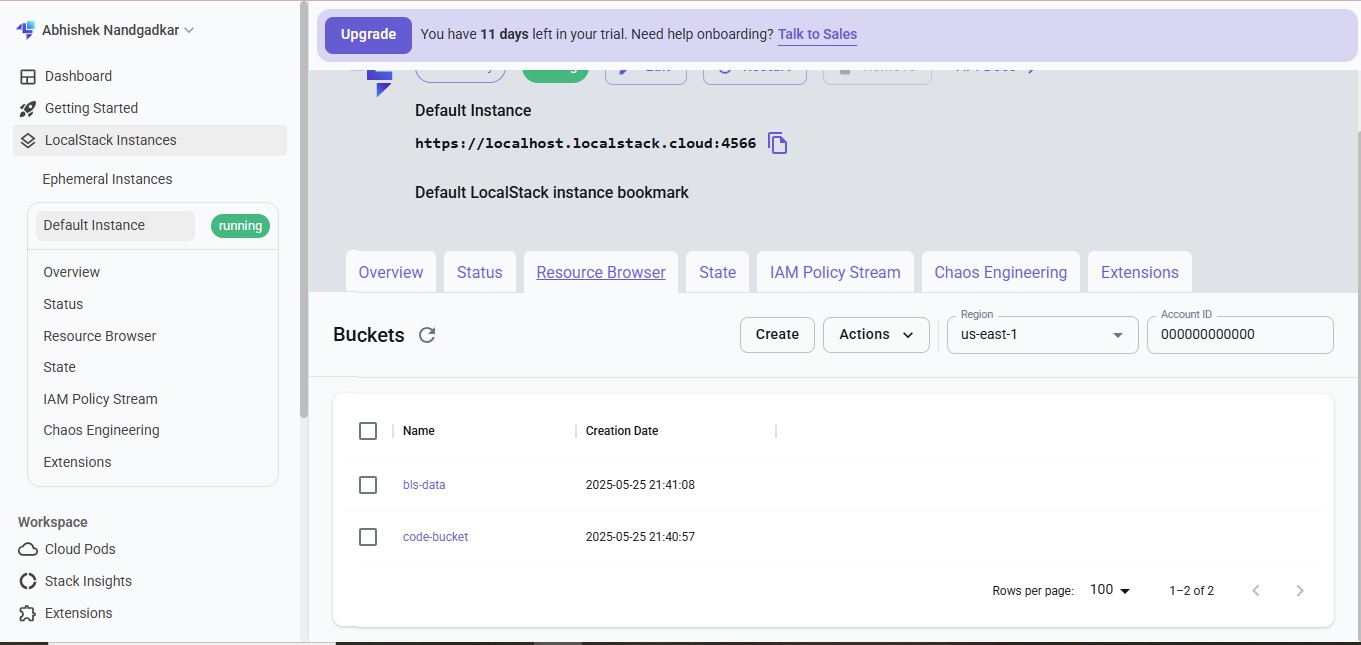 Abhishek Nandgadkar
Dashboard
Getting Started
LocalStack Instances
Ephemeral Instances
Default Instance running
Overview
Status
Resource Browser
State
IAM Policy Stream
Chaos Engineering
Extensions
Workspace
Cloud Pods
Stack Insights
Extensions
Upgrade You have 11 days left in your trial. Need help onboarding? Talk to Sales
Default Instance
https://localhost.localstack.cloud:4566
Default LocalStack instance bookmark
Overview Status Resource Browser State IAM Policy Stream Chaos Engineering Extensions
Buckets Create Actions
Region
us-east-1
Account ID
000000000000
Name Creation Date
bls-data 2025-05-25 21:41:08
code-bucket 2025-05-25 21:40:57
Rows per page: 100 1–2 of 2